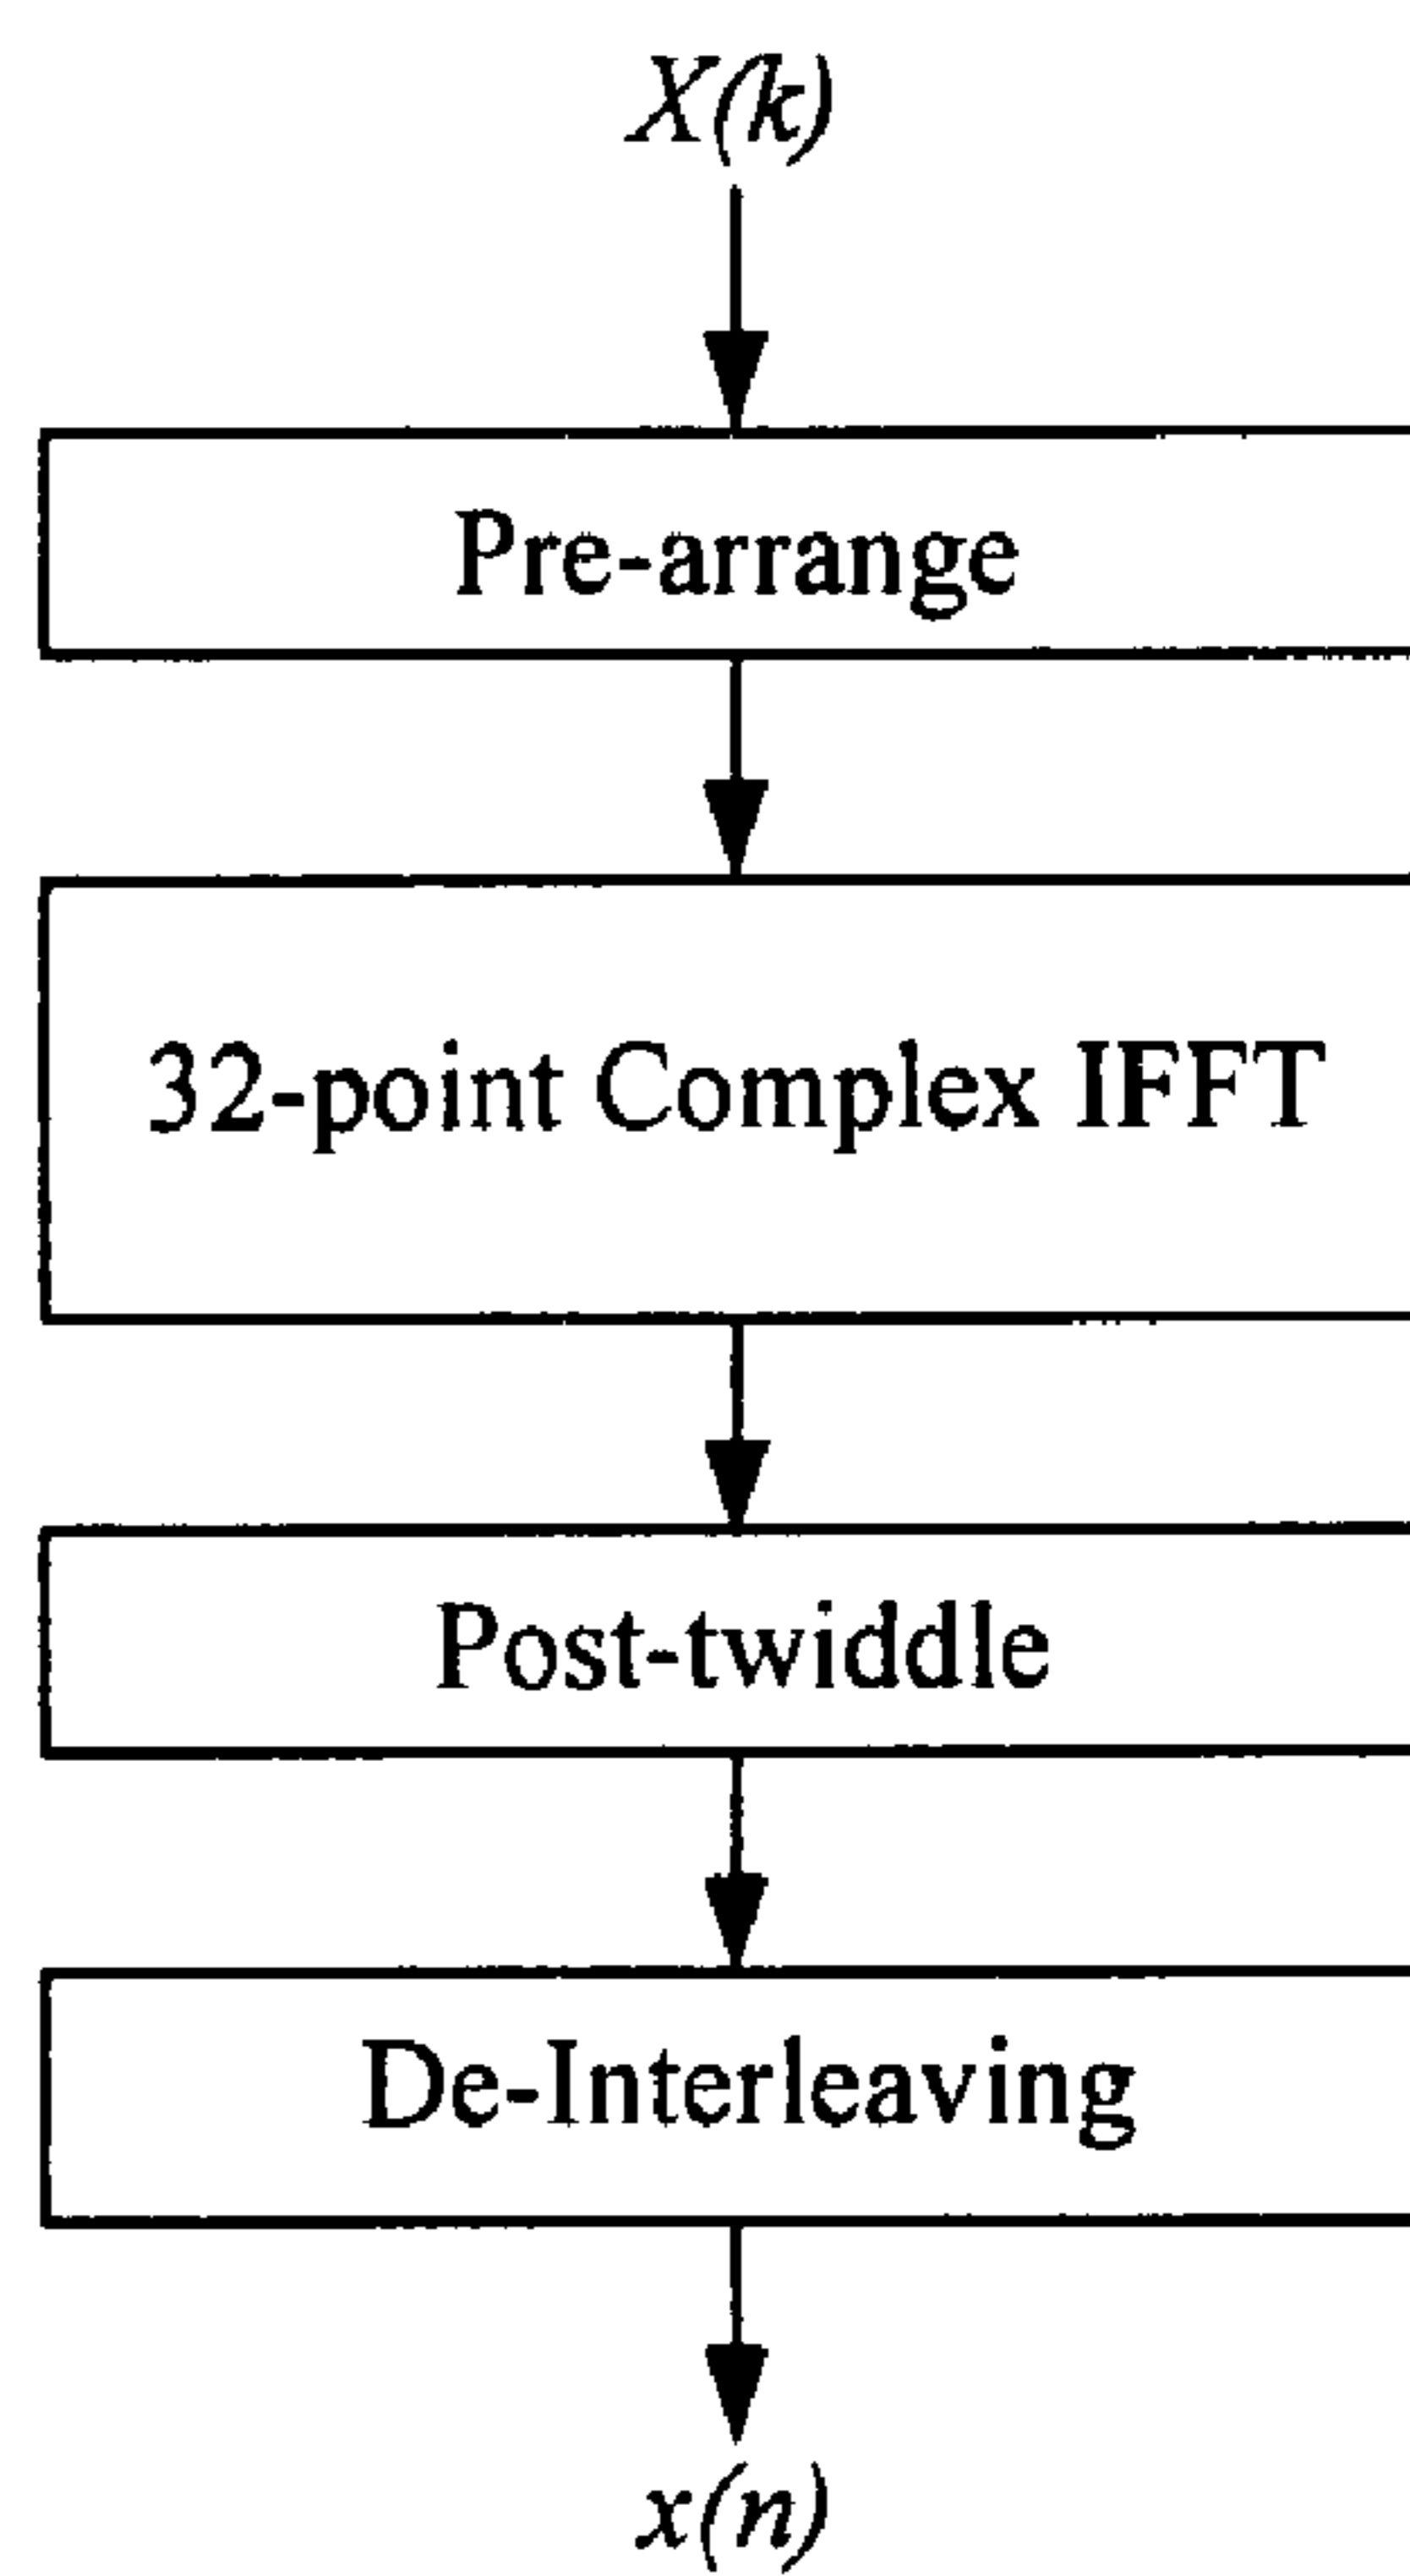 X(k)
Pre-arrange
32-point Complex IFFT
Post-twiddle
De-Interleaving
x(n)